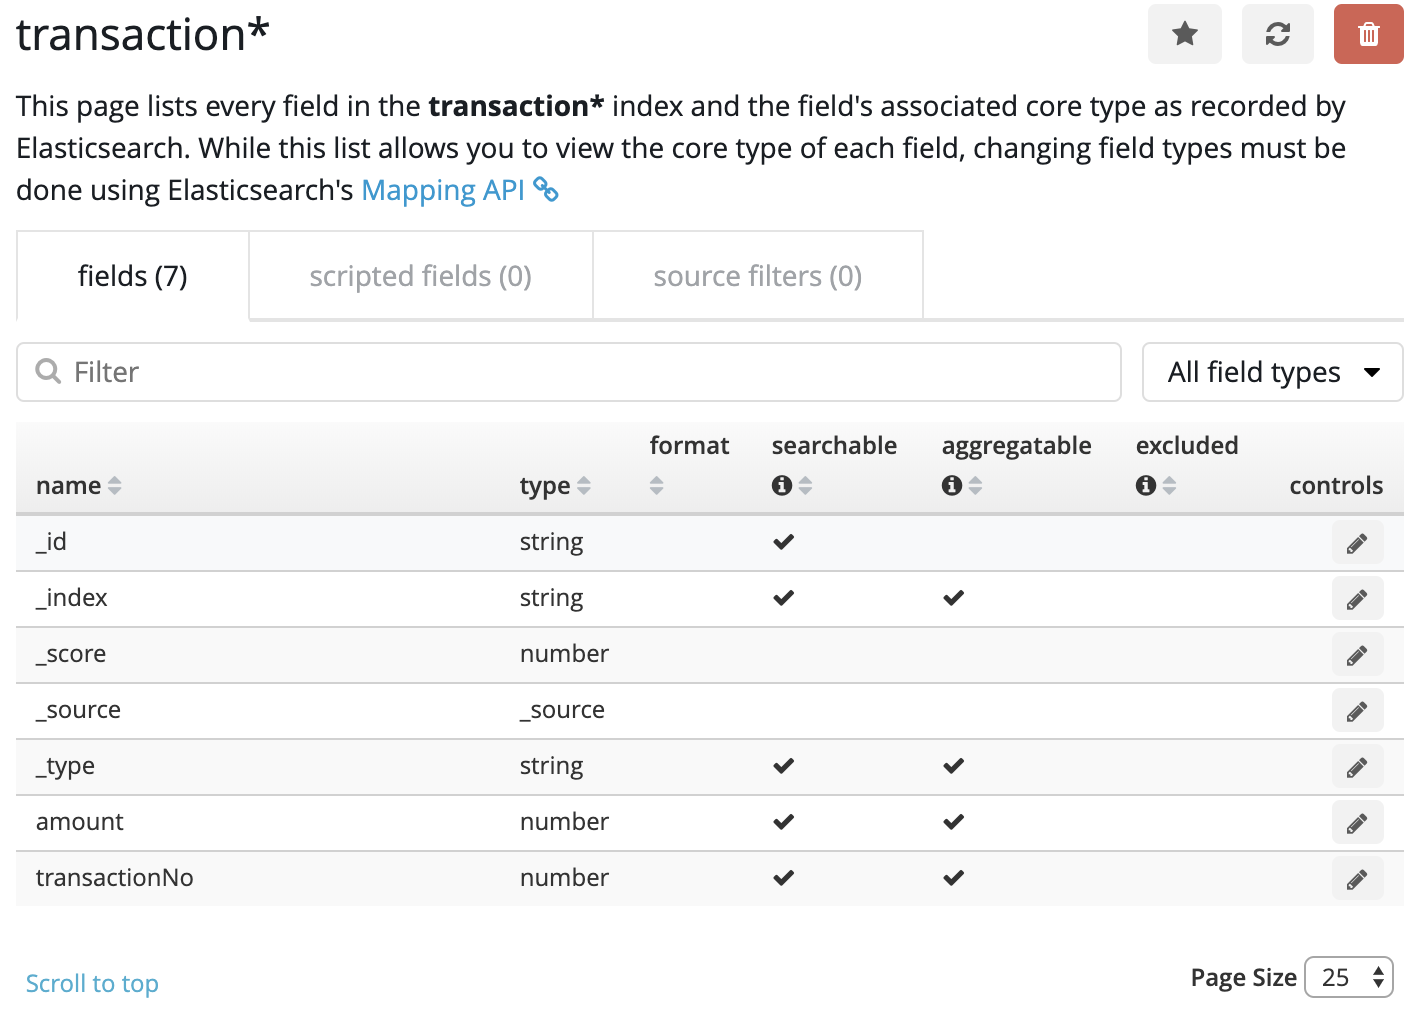 transaction*
This page lists every field in the transaction* index and the field's associated core type as recorded by
Elasticsearch. While this list allows you to view the core type of each field, changing field types must be
done using Elasticsearch's Mapping API
fields (7) scripted fields (0) source filters (0)
Filter All field types
name type format searchable aggregatable excluded controls
_id string
_index string
_score number
_source _source
_type string
amount number
transactionNo number
Scroll to top Page Size 25